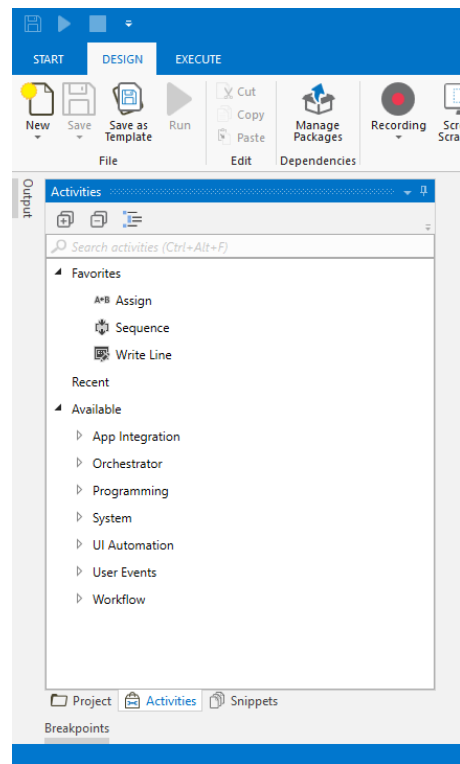 START DESIGN EXECUTE
New Save Save as Template Run
Cut
Copy
Paste
Manage Packages
Recording
File Edit Dependencies
Output
Activities
Search activities (Ctrl+Alt+F)
Favorites
A+B Assign
Sequence
Write Line
Recent
Available
App Integration
Orchestrator
Programming
System
UI Automation
User Events
Workflow
Project Activities Snippets
Breakpoints